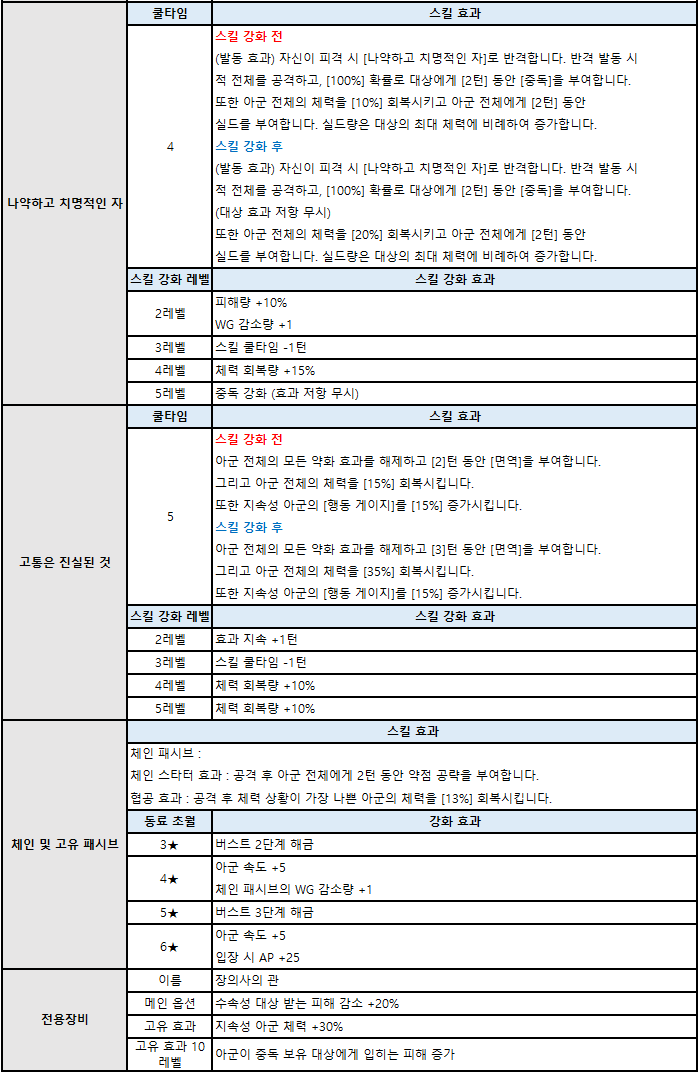 쿨타임 스킬 효과
나약하고 치명적인 자
4
스킬 강화 전
(발동 효과) 자신이 피격 시 [나약하고 치명적인 자]로 반격합니다. 반격 발동 시
적 전체를 공격하고, [100%] 확률로 대상에게 [2턴] 동안 [중독]을 부여합니다.
또한 아군 전체의 체력을 [10%] 회복시키고 아군 전체에게 [2턴] 동안
실드를 부여합니다. 실드량은 대상의 최대 체력에 비례하여 증가합니다.
스킬 강화 후
(발동 효과) 자신이 피격 시 [나약하고 치명적인 자]로 반격합니다. 반격 발동 시
적 전체를 공격하고, [100%] 확률로 대상에게 [2턴] 동안 [중독]을 부여합니다.
(대상 효과 저항 무시)
또한 아군 전체의 체력을 [20%] 회복시키고 아군 전체에게 [2턴] 동안
실드를 부여합니다. 실드량은 대상의 최대 체력에 비례하여 증가합니다.
스킬 강화 레벨 스킬 강화 효과
2레벨
피해량 +10%
WG 감소량 +1
3레벨 스킬 쿨타임 -1턴
4레벨 체력 회복량 +15%
5레벨 중독 강화 (효과 저항 무시)
쿨타임 스킬 효과
고통은 진실된 것
5
스킬 강화 전
아군 전체의 모든 약화 효과를 해제하고 [2]턴 동안 [면역]을 부여합니다.
그리고 아군 전체의 체력을 [15%] 회복시킵니다.
또한 지속성 아군의 [행동 게이지]를 [15%] 증가시킵니다.
스킬 강화 후
아군 전체의 모든 약화 효과를 해제하고 [3]턴 동안 [면역]을 부여합니다.
그리고 아군 전체의 체력을 [35%] 회복시킵니다.
또한 지속성 아군의 [행동 게이지]를 [15%] 증가시킵니다.
스킬 강화 레벨 스킬 강화 효과
2레벨 효과 지속 +1턴
3레벨 스킬 쿨타임 -1턴
4레벨 체력 회복량 +10%
5레벨 체력 회복량 +10%
체인 및 고유 패시브
스킬 효과
체인 패시브 :
체인 스타터 효과 : 공격 후 아군 전체에게 2턴 동안 약점 공략을 부여합니다.
협공 효과 : 공격 후 체력 상황이 가장 나쁜 아군의 체력을 [13%] 회복시킵니다.
동료 초월 강화 효과
3★ 버스트 2단계 해금
4★
아군 속도 +5
체인 패시브의 WG 감소량 +1
5★ 버스트 3단계 해금
6★
아군 속도 +5
입장 시 AP +25
전용장비
이름 장의사의 관
메인 옵션 수속성 대상 받는 피해 감소 +20%
고유 효과 지속성 아군 체력 +30%
고유 효과 10
레벨
아군이 중독 보유 대상에게 입히는 피해 증가